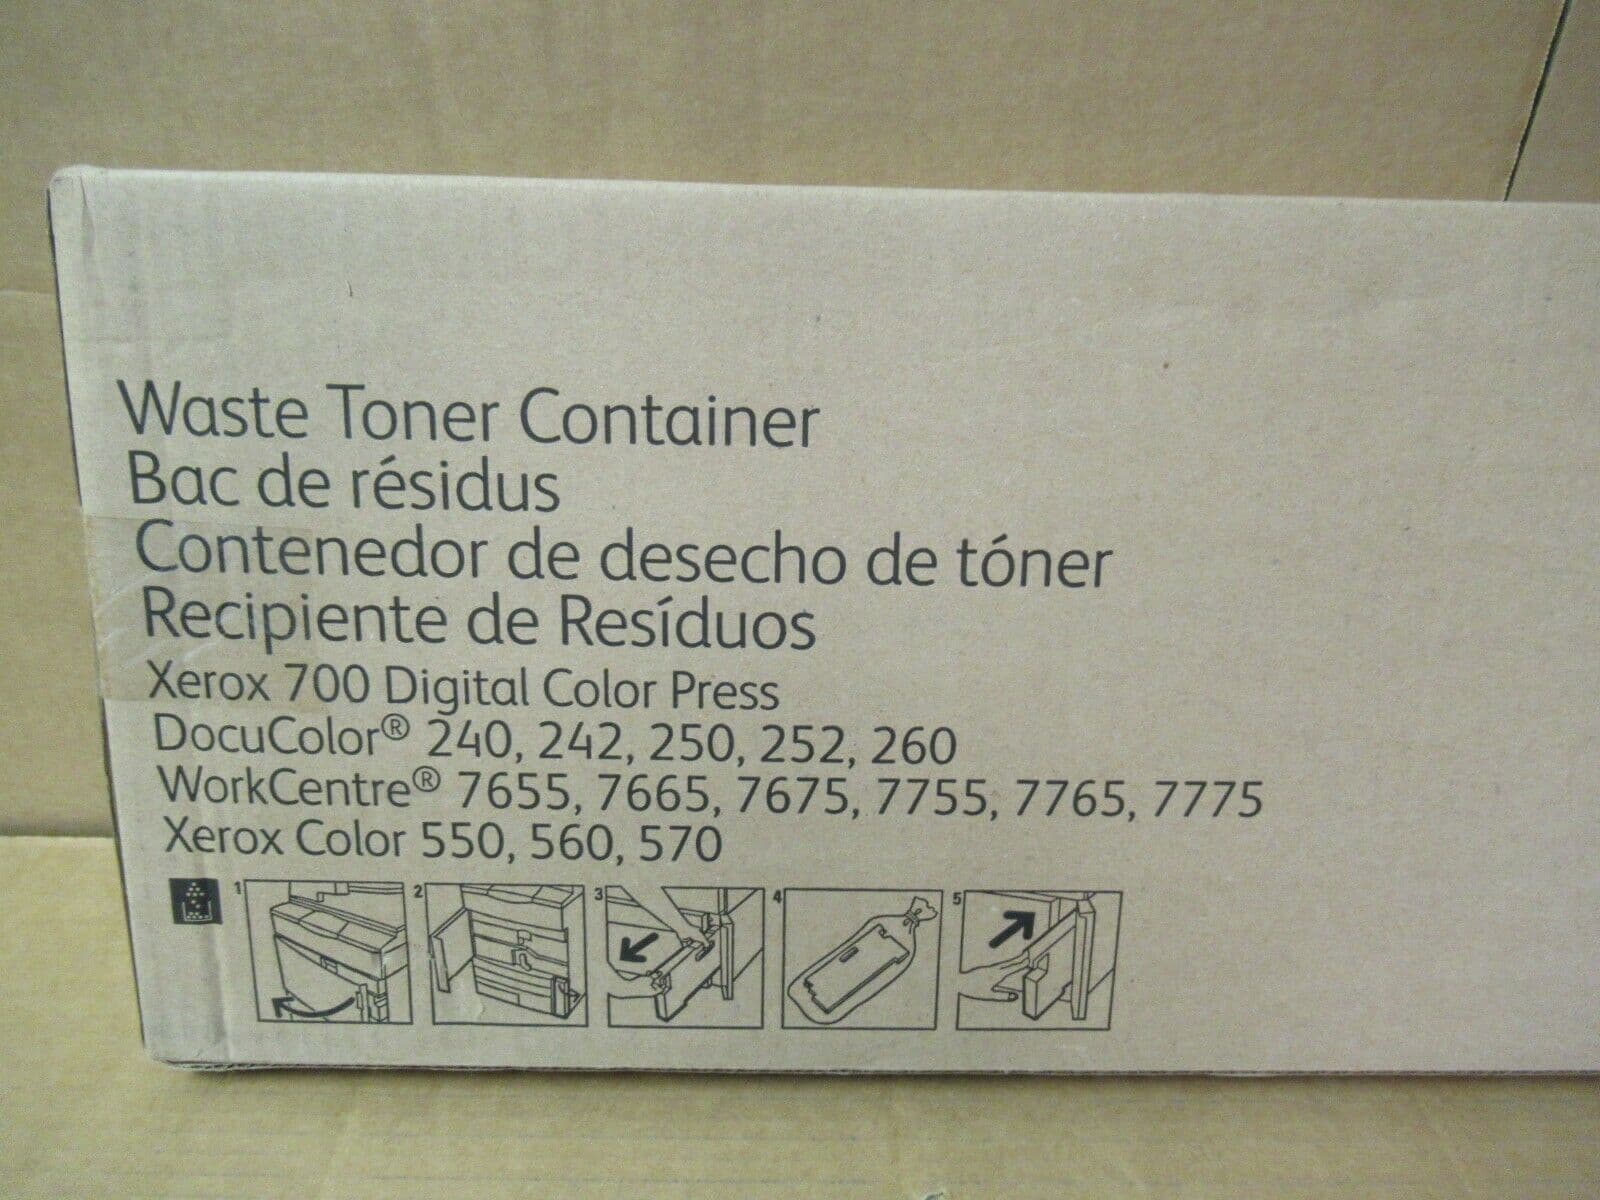 Waste Toner Container
Bac de résidus
Contenedor de desecho de tóner
Recipiente de Resíduos
Xerox 700 Digital Color Press
DocuColor® 240, 242, 250, 252, 260
WorkCentre® 7655, 7665, 7675, 7755, 7765, 7775
Xerox Color 550, 560, 570
1 2 3 4 5